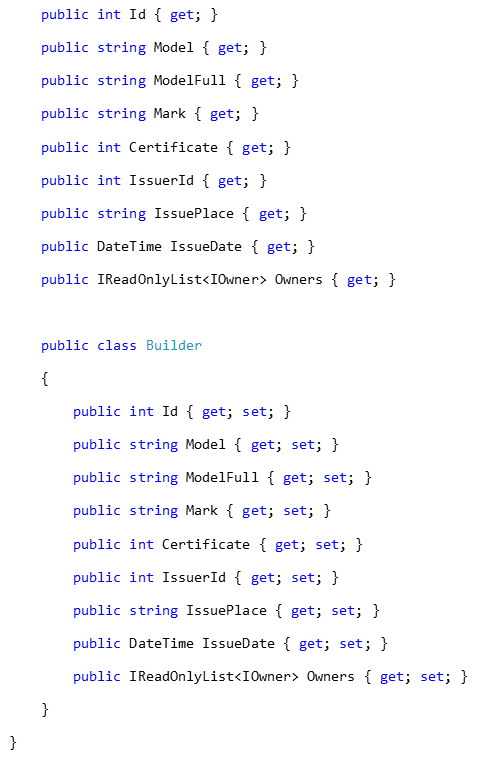 public int Id { get; }
public string Model { get; }
public string ModelFull { get; }
public string Mark { get; }
public int Certificate { get; }
public int IssuerId { get; }
public string IssuePlace { get; }
public DateTime IssueDate { get; }
public IReadOnlyList<IOwner> Owners { get; }
public class Builder
{
public int Id { get; set; }
public string Model { get; set; }
public string ModelFull { get; set; }
public string Mark { get; set; }
public int Certificate { get; set; }
public int IssuerId { get; set; }
public string IssuePlace { get; set; }
public DateTime IssueDate { get; set; }
public IReadOnlyList<IOwner> Owners { get; set; }
}
}